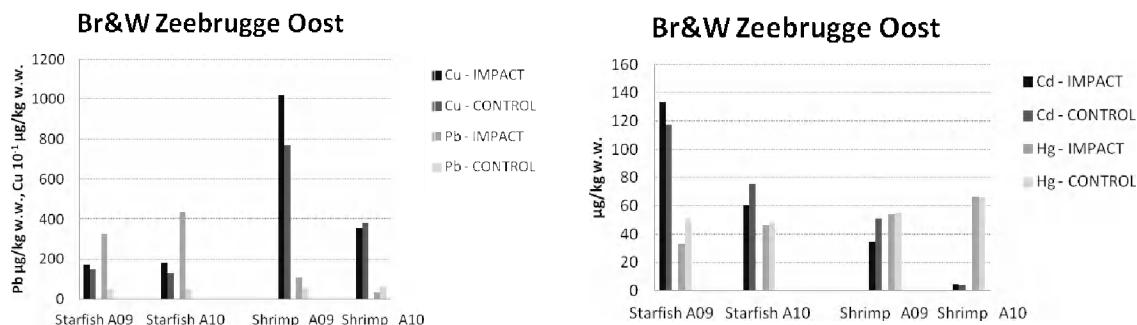 Br&W Zeebrugge Oost
Pb µg/kg w.w., Cu 10⁻¹ µg/kg w.w.
1200
1000
800
600
400
200
0
Starfish A09 Starfish A10 Shrimp A09 Shrimp A10
Cu - IMPACT
Cu - CONTROL
Pb - IMPACT
Pb - CONTROL
Br&W Zeebrugge Oost
µg/kg w.w.
160
140
120
100
80
60
40
20
0
Starfish A09 Starfish A10 Shrimp A09 Shrimp A10
Cd - IMPACT
Cd - CONTROL
Hg - IMPACT
Hg - CONTROL